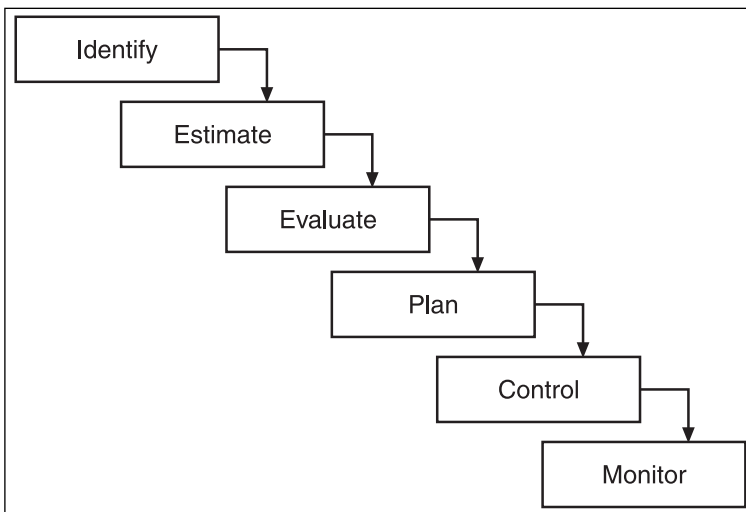 Identify
Estimate
Evaluate
Plan
Control
Monitor